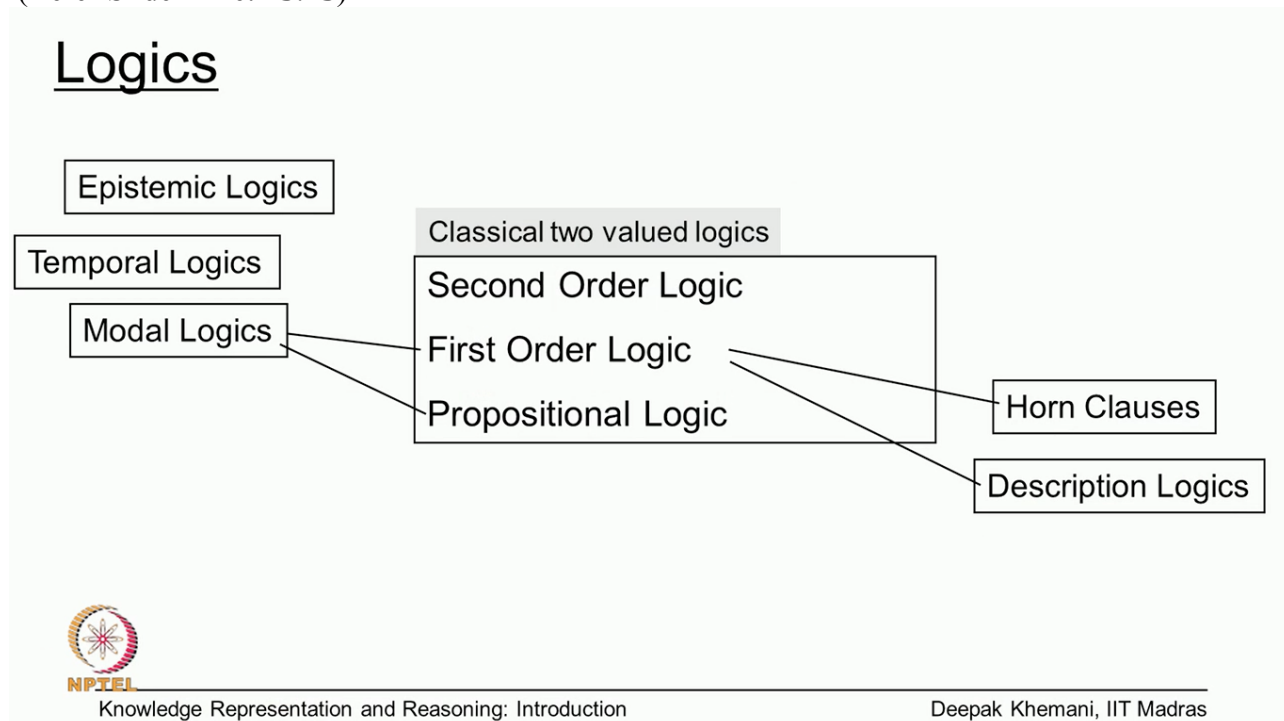 Logics
Epistemic Logics
Temporal Logics
Modal Logics
Classical two valued logics
Second Order Logic
First Order Logic
Propositional Logic
Horn Clauses
Description Logics
NPTEL
Knowledge Representation and Reasoning: Introduction
Deepak Khemani, IIT Madras